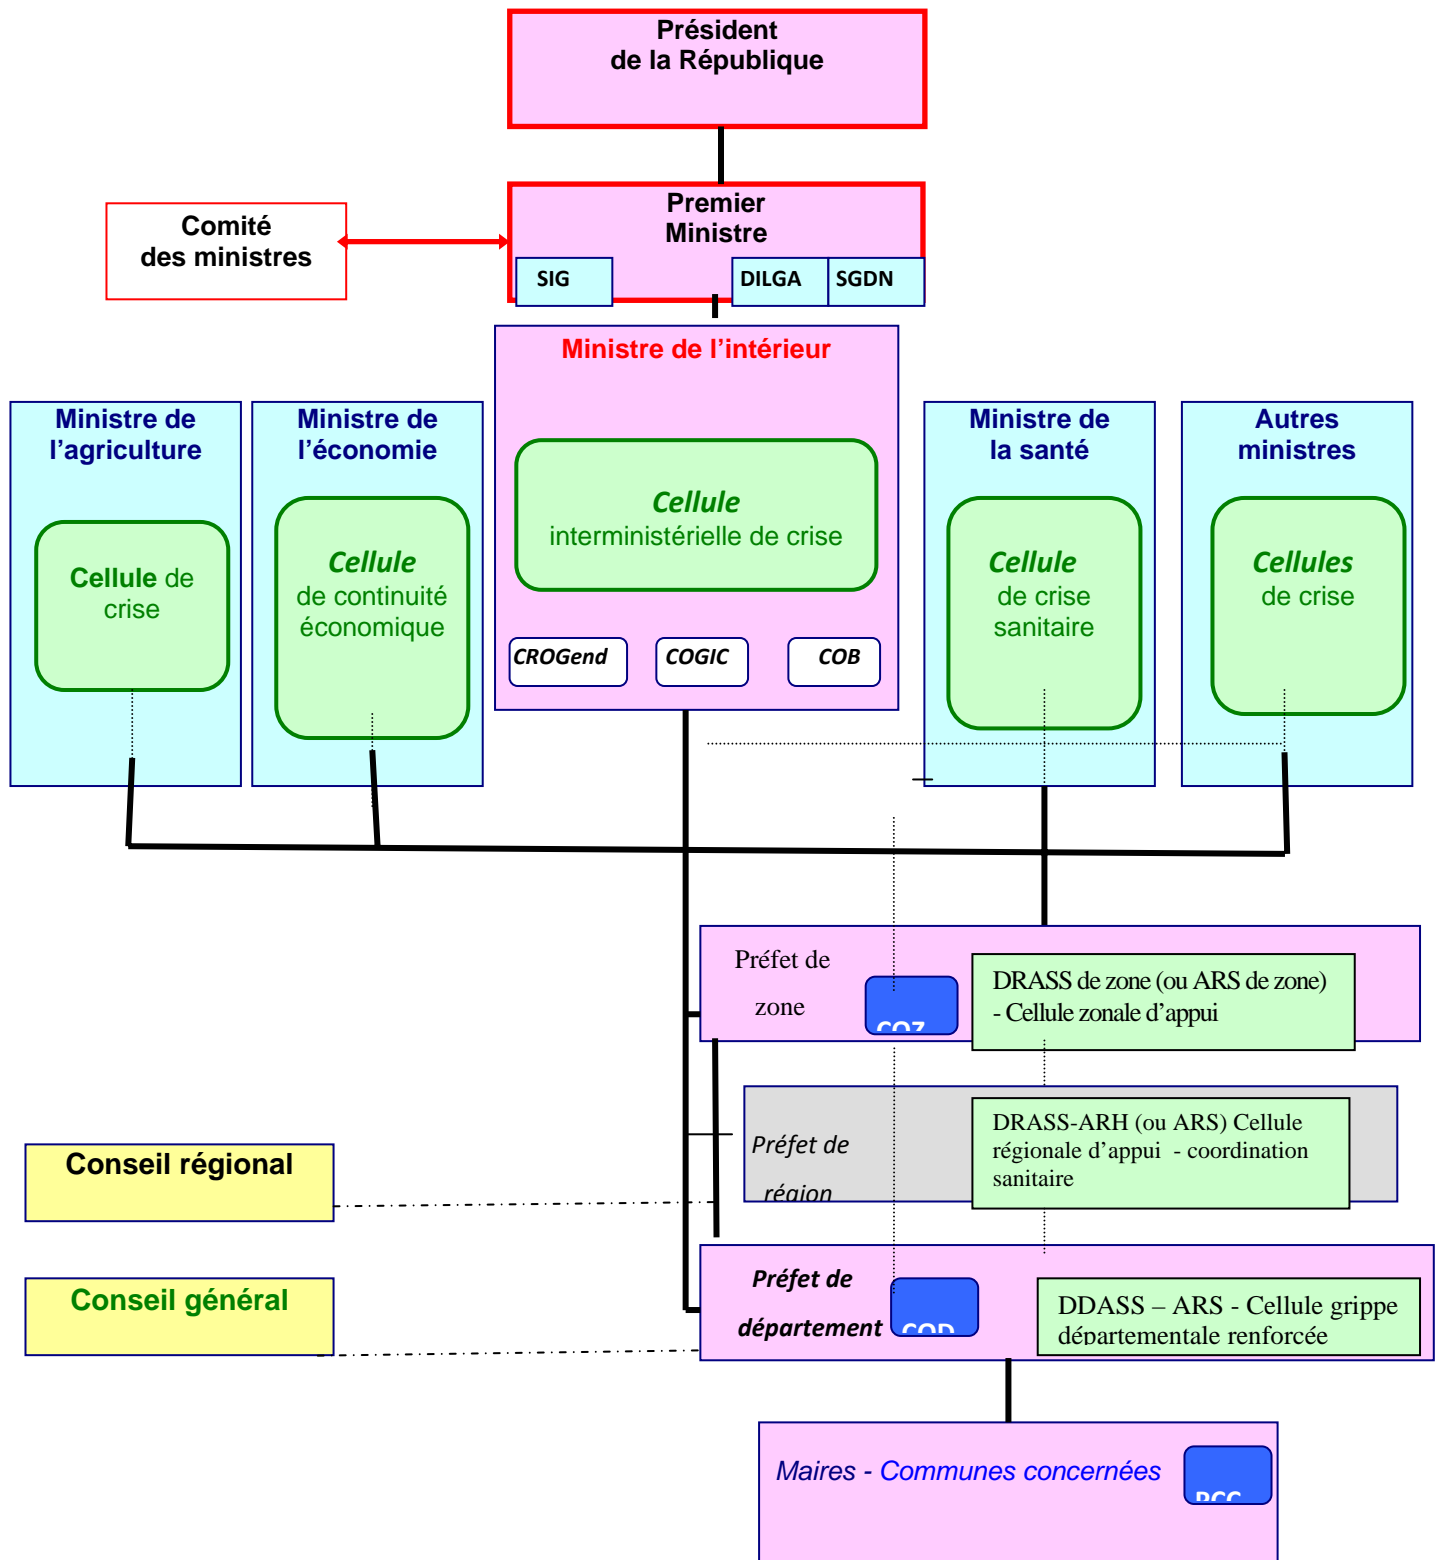 Président
de la République
Premier
Ministre
Comité
des ministres
SIG
DILGA
SGDN
Ministre de l’intérieur
Ministre de
l’agriculture
Ministre de
l’économie
Ministre de
la santé
Autres
ministres
Cellule
interministérielle de crise
Cellule de
crise
Cellule
de continuité
économique
Cellule
de crise
sanitaire
Cellules
de crise
CROGend
COGIC
COB
Préfet de
zone
COZ
DRASS de zone (ou ARS de zone)
- Cellule zonale d’appui
Préfet de
région
DRASS-ARH (ou ARS) Cellule
régionale d’appui - coordination
sanitaire
Conseil régional
Conseil général
Préfet de
département
COD
DDASS – ARS - Cellule grippe
départementale renforcée
Maires - Communes concernées